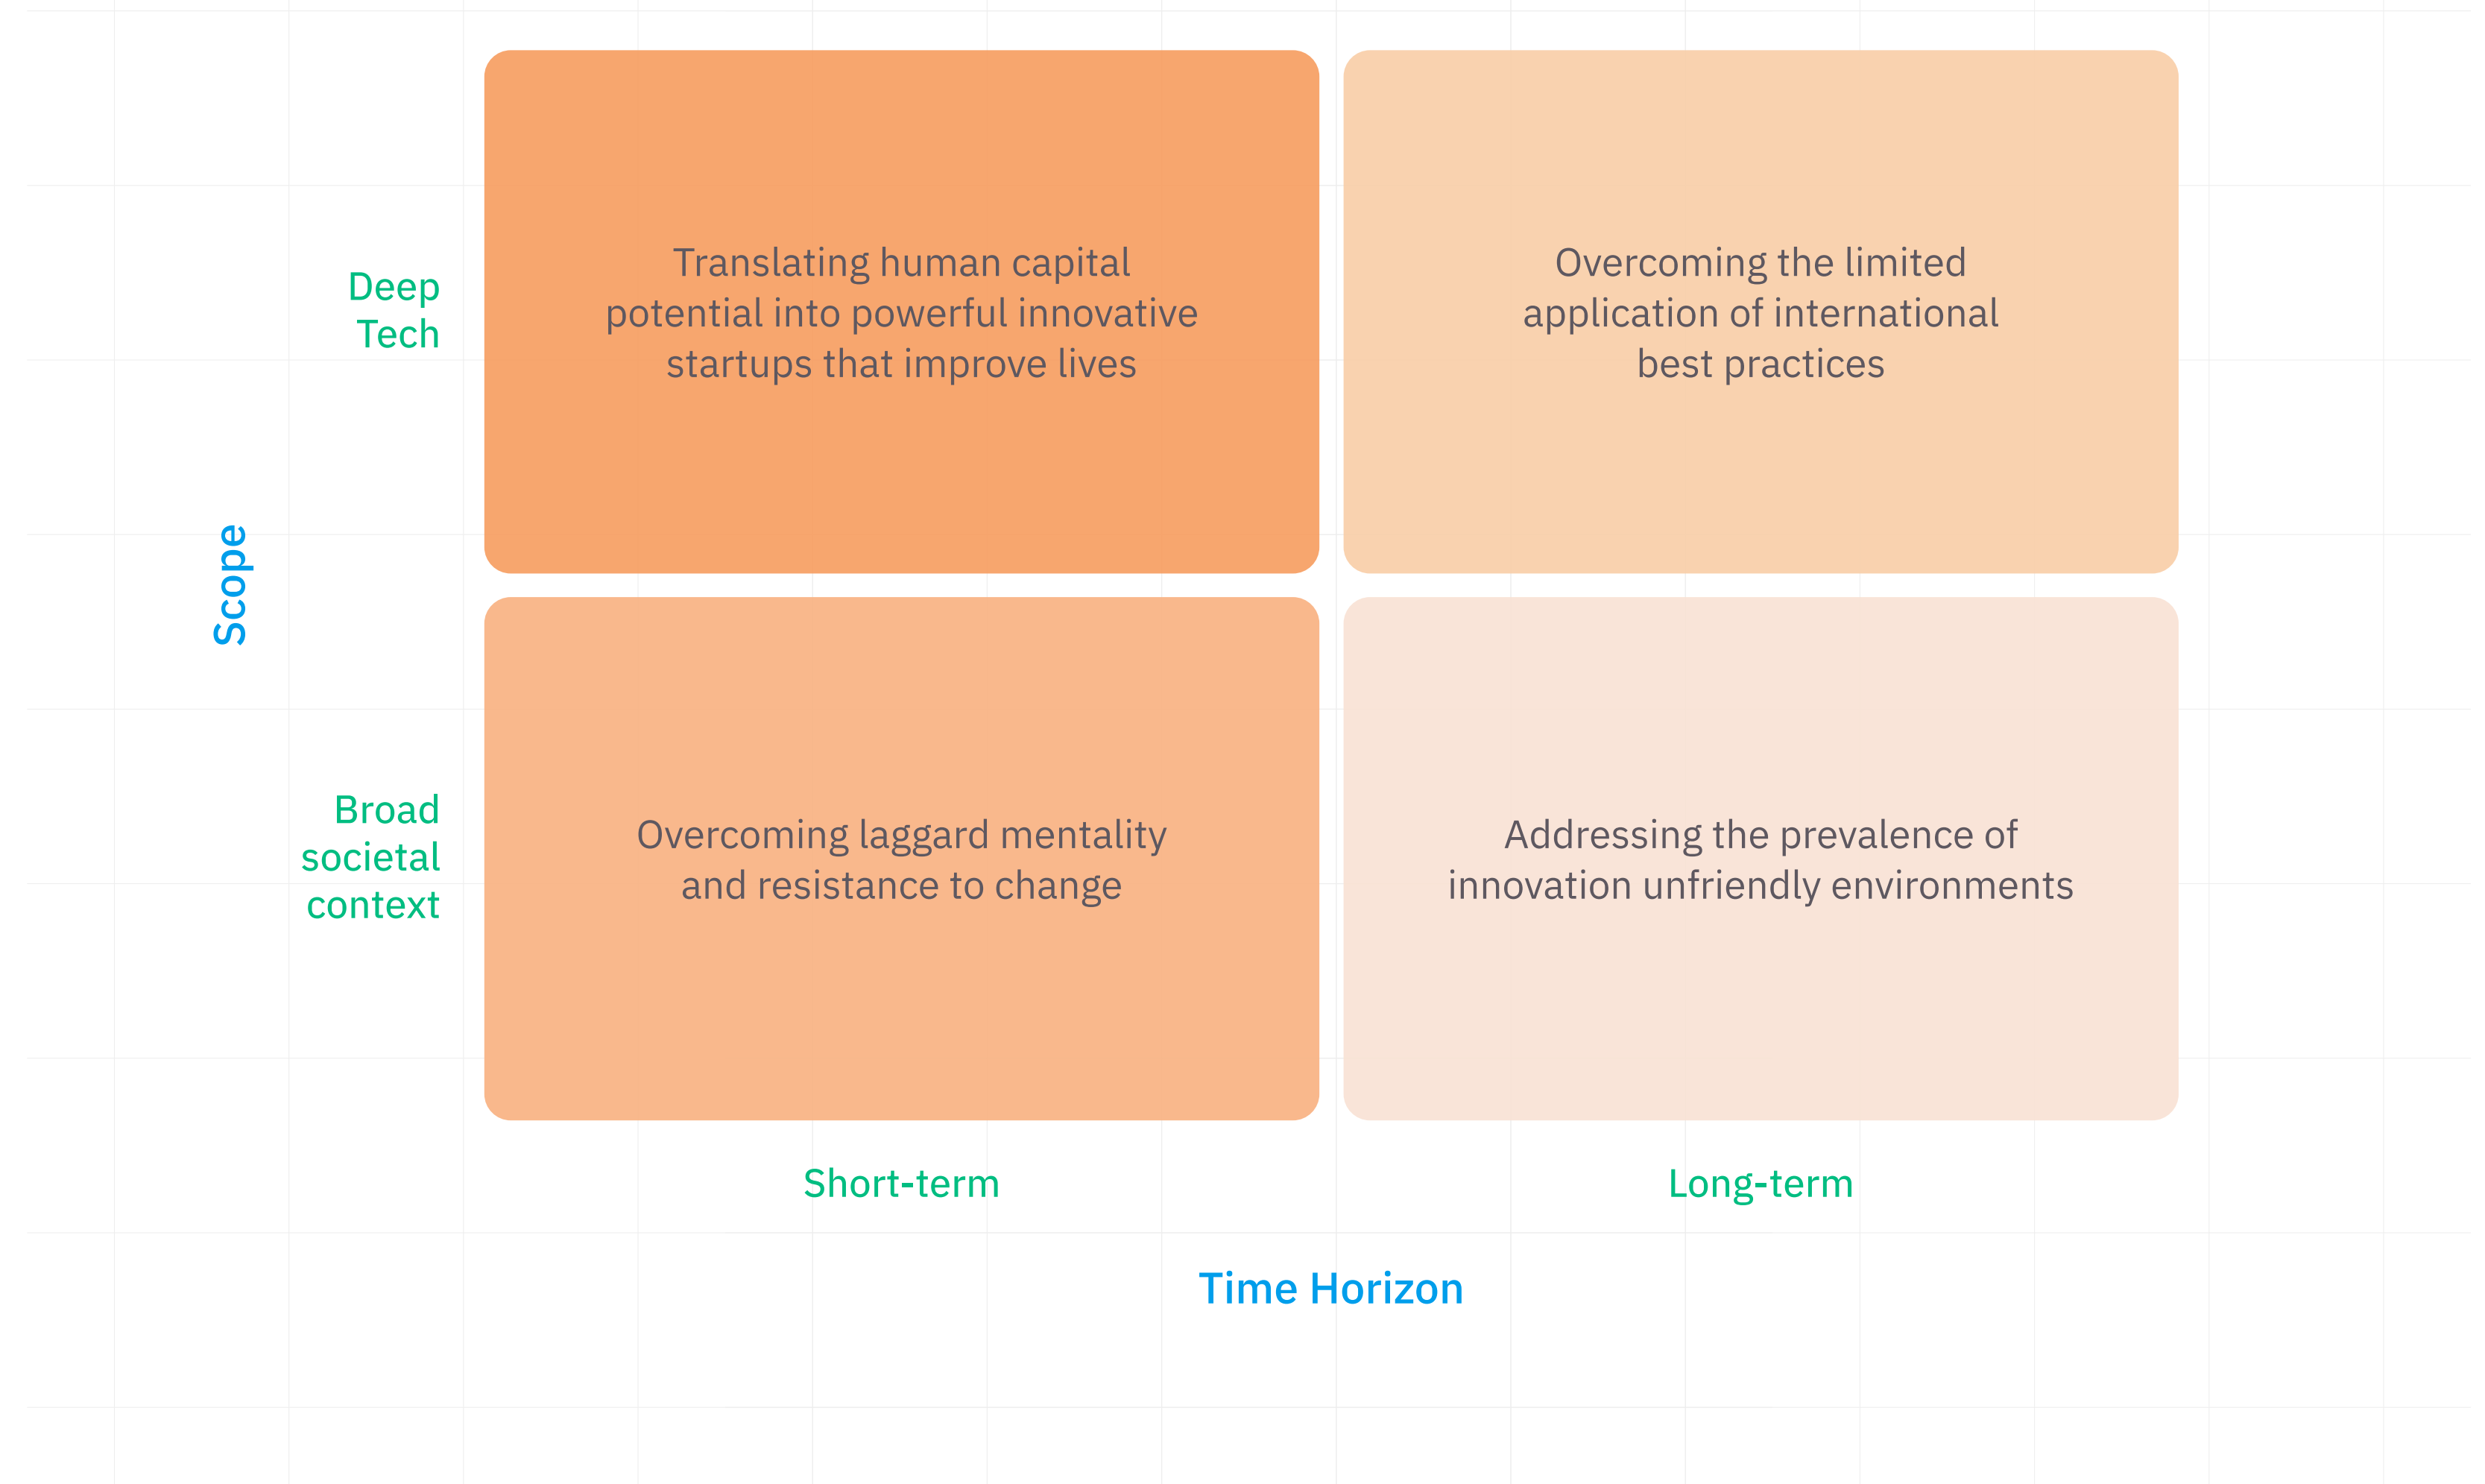 Translating human capital
potential into powerful innovative
startups that improve lives
Overcoming the limited
application of international
best practices
Deep
Tech
Scope
Broad
societal
context
Overcoming laggard mentality
and resistance to change
Addressing the prevalence of
innovation unfriendly environments
Short-term
Long-term
Time Horizon